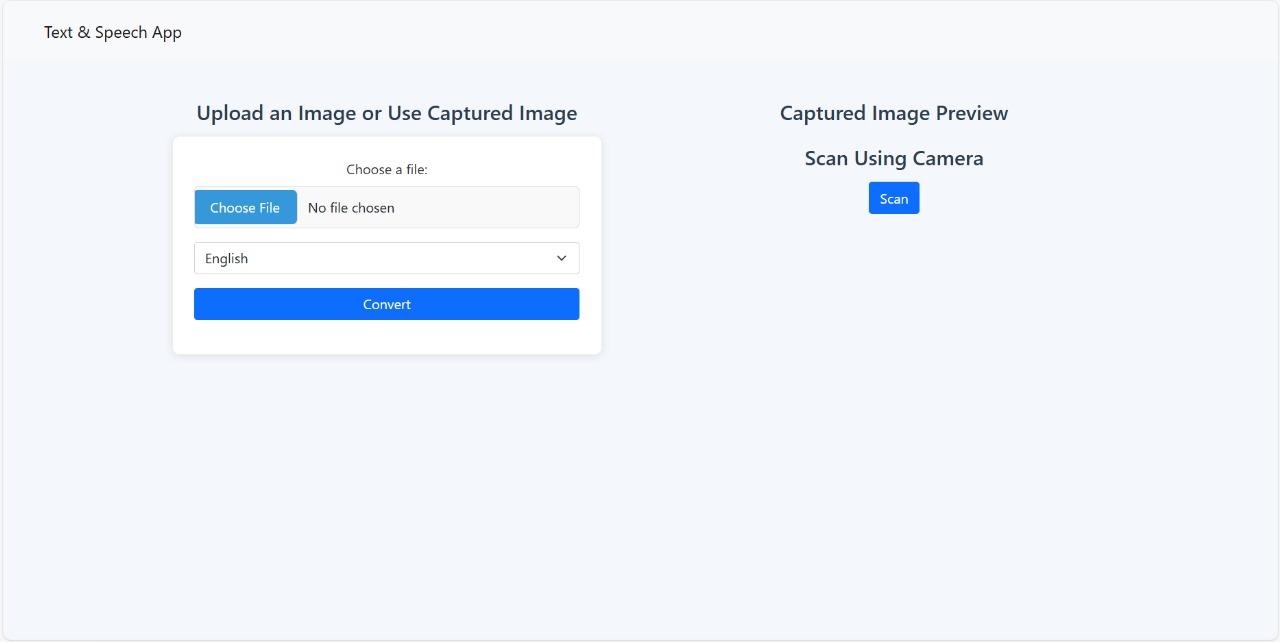 Text & Speech App
Upload an Image or Use Captured Image
Choose a file:
Choose File No file chosen
English
Convert
Captured Image Preview
Scan Using Camera
Scan